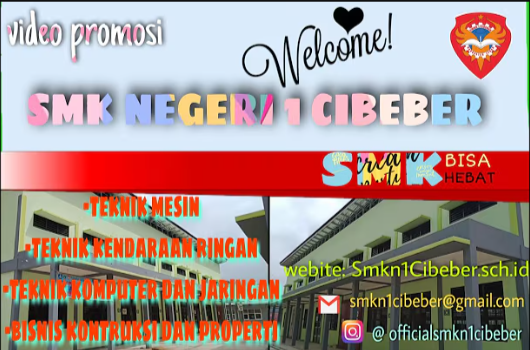 video promosi
Welcome!
SMK NEGERI 1 CIBEBER
SMK BISA
HEBAT
•TEKNIK MESIN
•TEKNIK KENDARAAN RINGAN
•TEKNIK KOMPUTER DAN JARINGAN
•BISNIS KONTRUKSI DAN PROPERTI
webite: Smkn1Cibeber.sch.id
smkn1cibeber@gmail.com
@ officialsmkn1cibeber